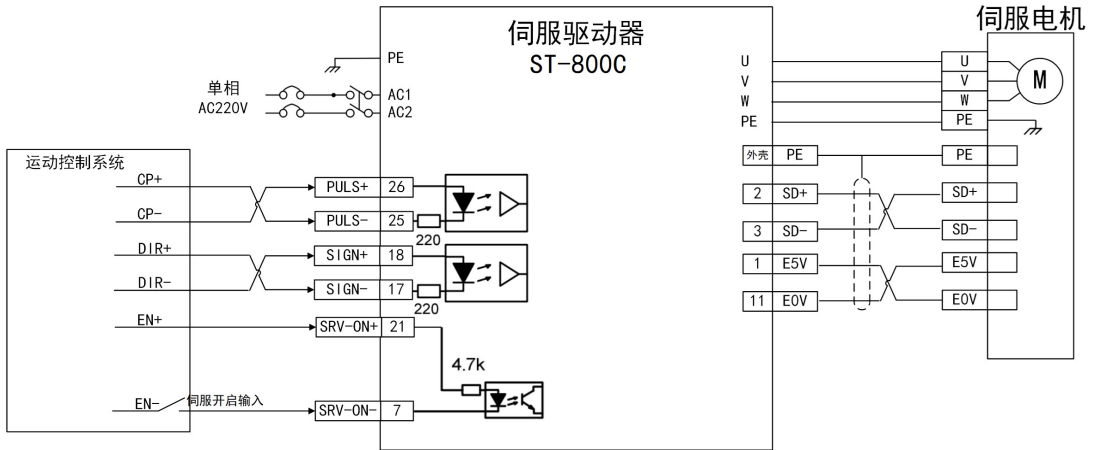 伺服驱动器
ST-800C
伺服电机
PE
单相
AC220V
AC1
AC2
U
V
W
PE
U
V
W
PE
M
运动控制系统
CP+
PULS+ 26
CP-
PULS- 25
220
DIR+
SIGN+ 18
DIR-
SIGN- 17
220
EN+
SRV-ON+ 21
4.7k
EN-
伺服开启输入
SRV-ON- 7
外壳 PE
PE
2 SD+
SD+
3 SD-
SD-
1 E5V
E5V
11 E0V
E0V